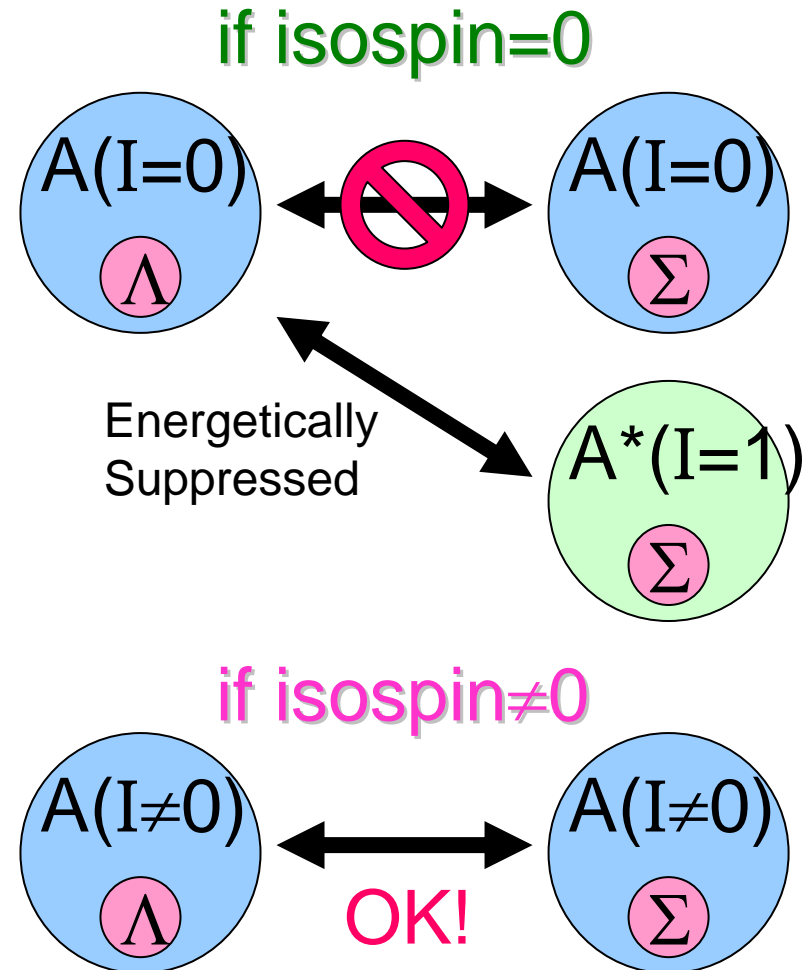 if isospin=0
A(I=0) A(I=0)
Λ Σ
Energetically
Suppressed
A*(I=1)
Σ
if isospin≠0
A(I≠0) A(I≠0)
Λ OK! Σ